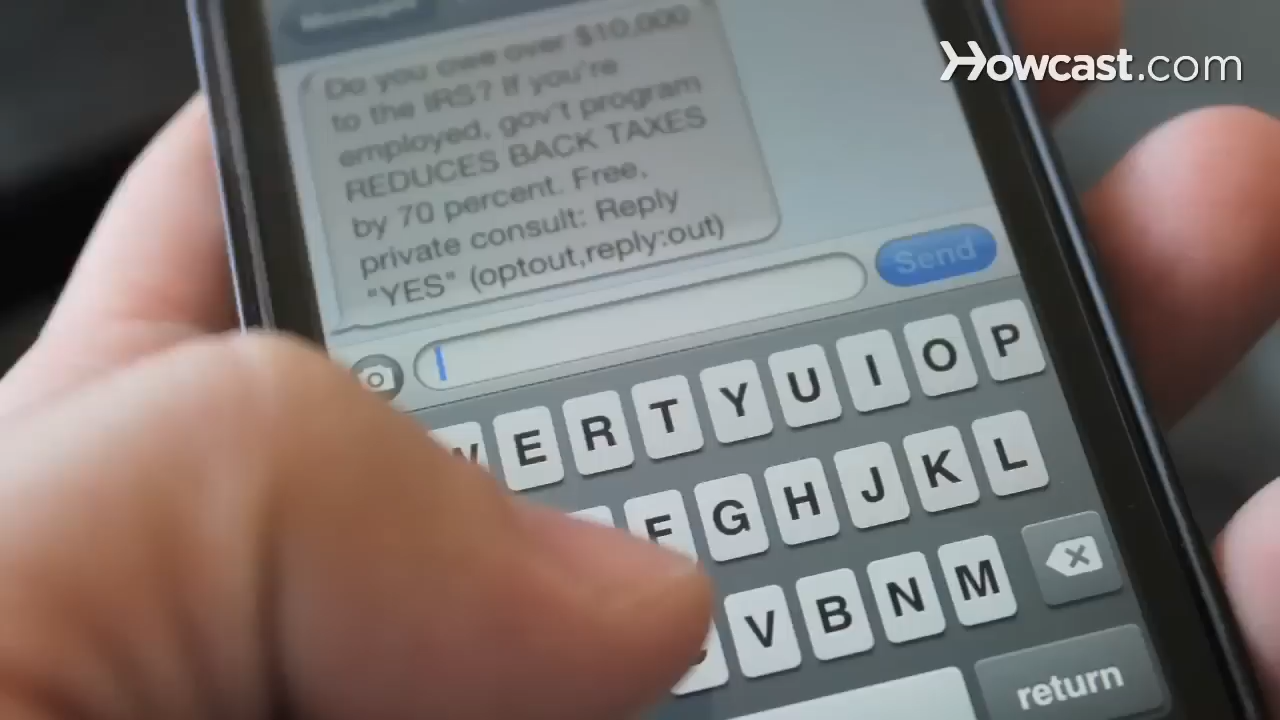 Messages
Howcast.com
Do you owe over $10,000
to the IRS? If you're
employed, gov't program
REDUCES BACK TAXES
by 70 percent. Free,
private consult: Reply
"YES" (optout,reply:out)
Send
E R T Y U I O P
F G H J K L
V B N M
return